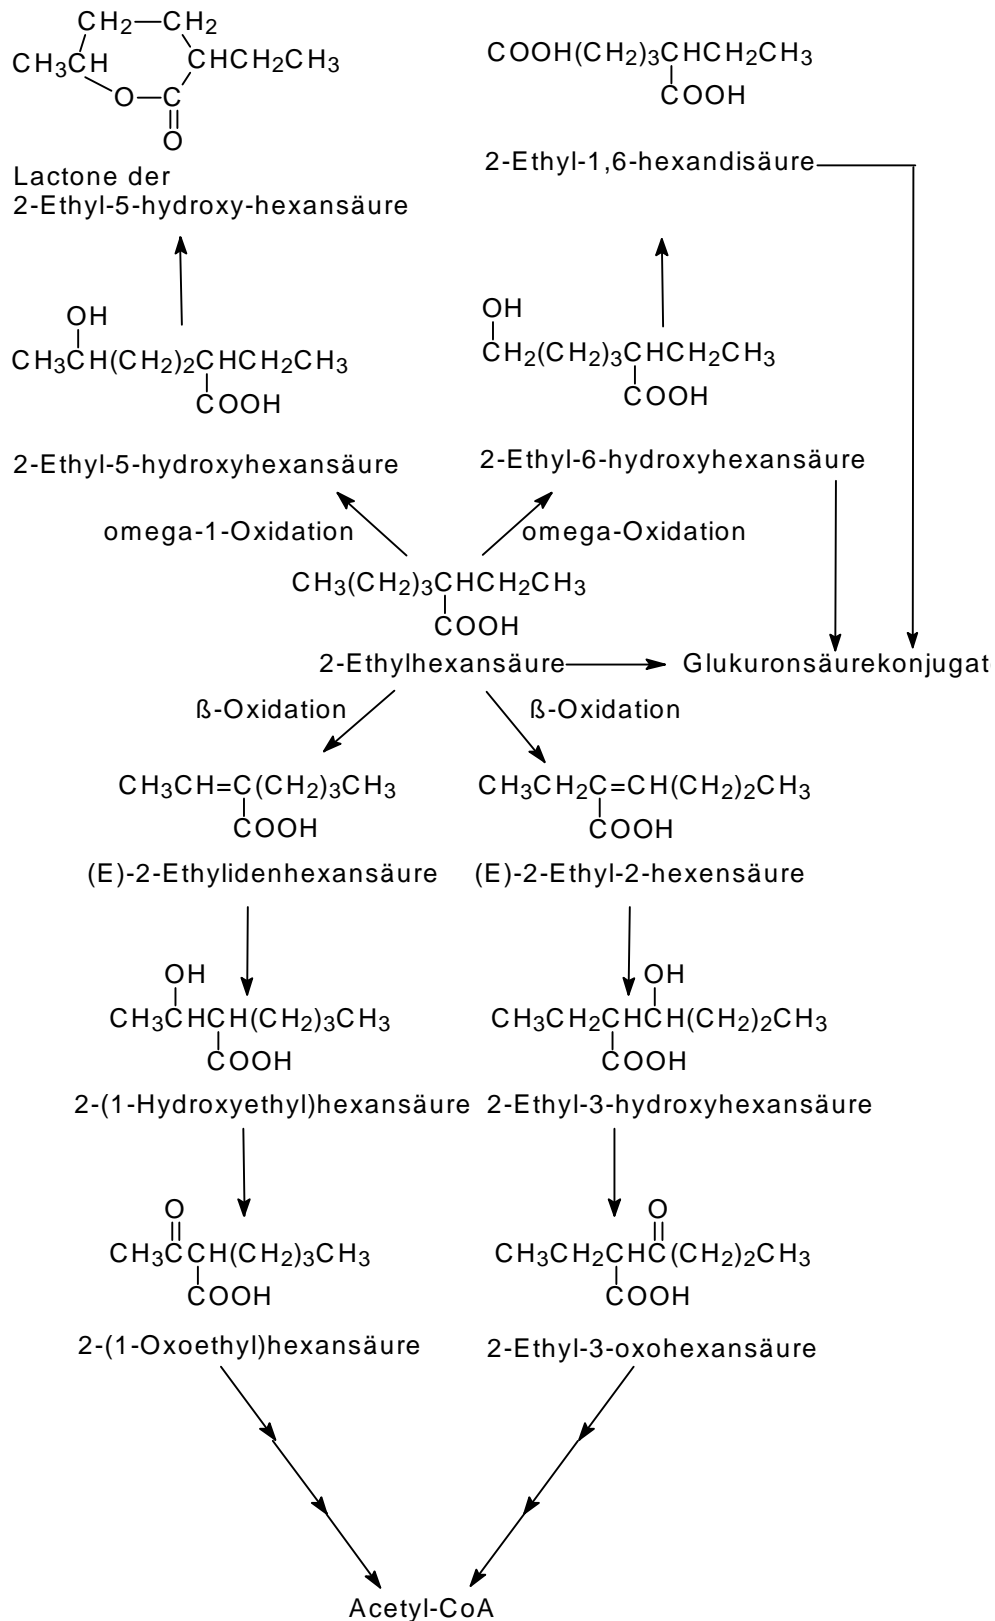 CH₂—CH₂
CH₃CH CHCH₂CH₃
O—C
O
Lactone der
2-Ethyl-5-hydroxy-hexansäure
COOH(CH₂)₃CHCH₂CH₃
COOH
2-Ethyl-1,6-hexandisäure
OH
CH₃CH(CH₂)₂CHCH₂CH₃
COOH
2-Ethyl-5-hydroxyhexansäure
OH
CH₂(CH₂)₃CHCH₂CH₃
COOH
2-Ethyl-6-hydroxyhexansäure
omega-1-Oxidation
omega-Oxidation
CH₃(CH₂)₃CHCH₂CH₃
COOH
2-Ethylhexansäure
Glukuronsäurekonjugat
ß-Oxidation
ß-Oxidation
CH₃CH=C(CH₂)₃CH₃
COOH
(E)-2-Ethylidenhexansäure
CH₃CH₂C=CH(CH₂)₂CH₃
COOH
(E)-2-Ethyl-2-hexensäure
OH
CH₃CHCH(CH₂)₃CH₃
COOH
2-(1-Hydroxyethyl)hexansäure
OH
CH₃CH₂CHCH(CH₂)₂CH₃
COOH
2-Ethyl-3-hydroxyhexansäure
O
CH₃CCH(CH₂)₃CH₃
COOH
2-(1-Oxoethyl)hexansäure
O
CH₃CH₂CHC(CH₂)₂CH₃
COOH
2-Ethyl-3-oxohexansäure
Acetyl-CoA